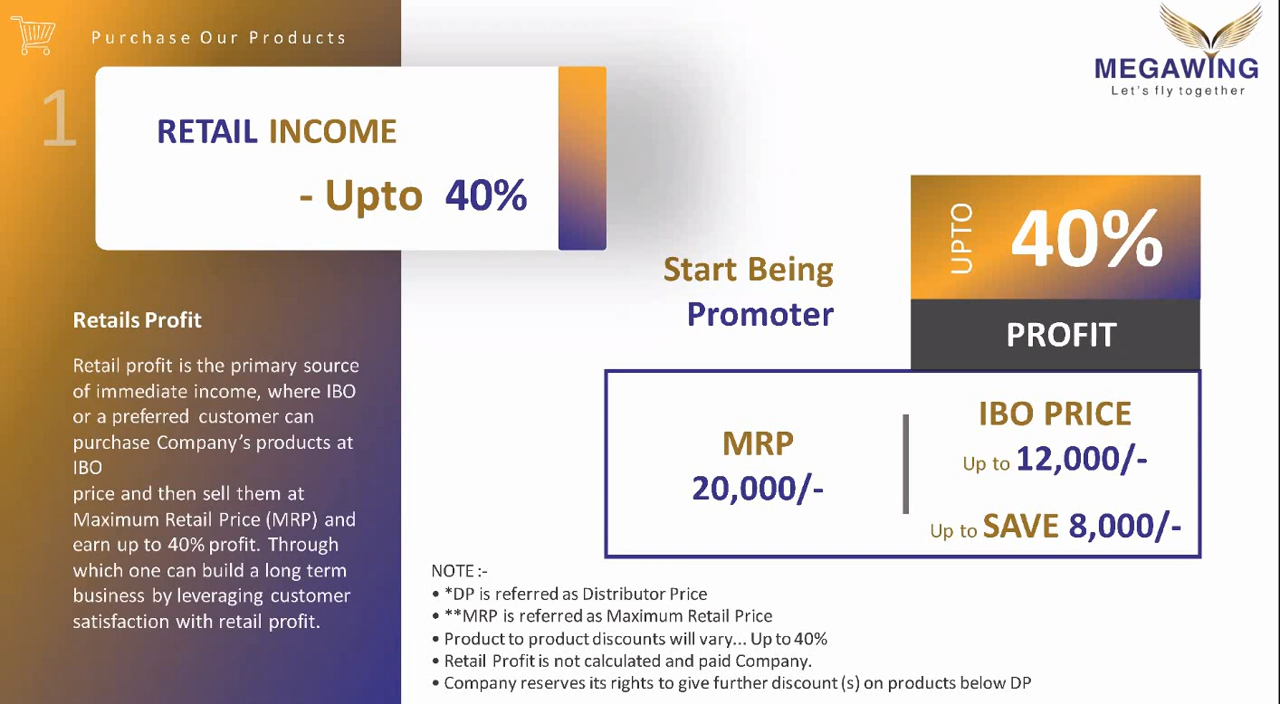 Purchase Our Products
MEGAWING
Let's fly together
1
RETAIL INCOME
- Upto 40%
UPTO
40%
PROFIT
Start Being
Promoter
MRP
20,000/-
IBO PRICE
Up to 12,000/-
Up to SAVE 8,000/-
Retails Profit
Retail profit is the primary source
of immediate income, where IBO
or a preferred customer can
purchase Company's products at
IBO
price and then sell them at
Maximum Retail Price (MRP) and
earn up to 40% profit. Through
which one can build a long term
business by leveraging customer
satisfaction with retail profit.
NOTE :-
• *DP is referred as Distributor Price
• **MRP is referred as Maximum Retail Price
• Product to product discounts will vary... Up to 40%
• Retail Profit is not calculated and paid Company.
• Company reserves its rights to give further discount (s) on products below DP